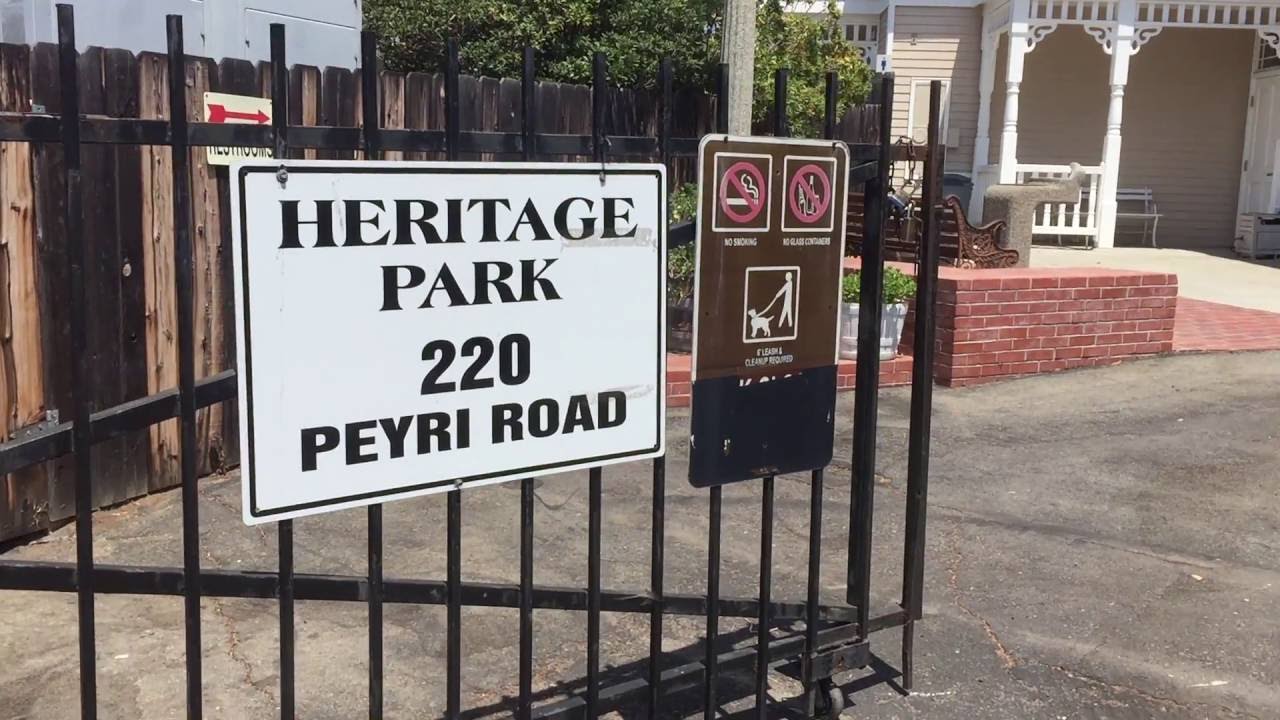 RESTROOMS
HERITAGE
PARK
220
PEYRI ROAD
NO SMOKING
NO GLASS CONTAINERS
6' LEASH &
CLEANUP REQUIRED